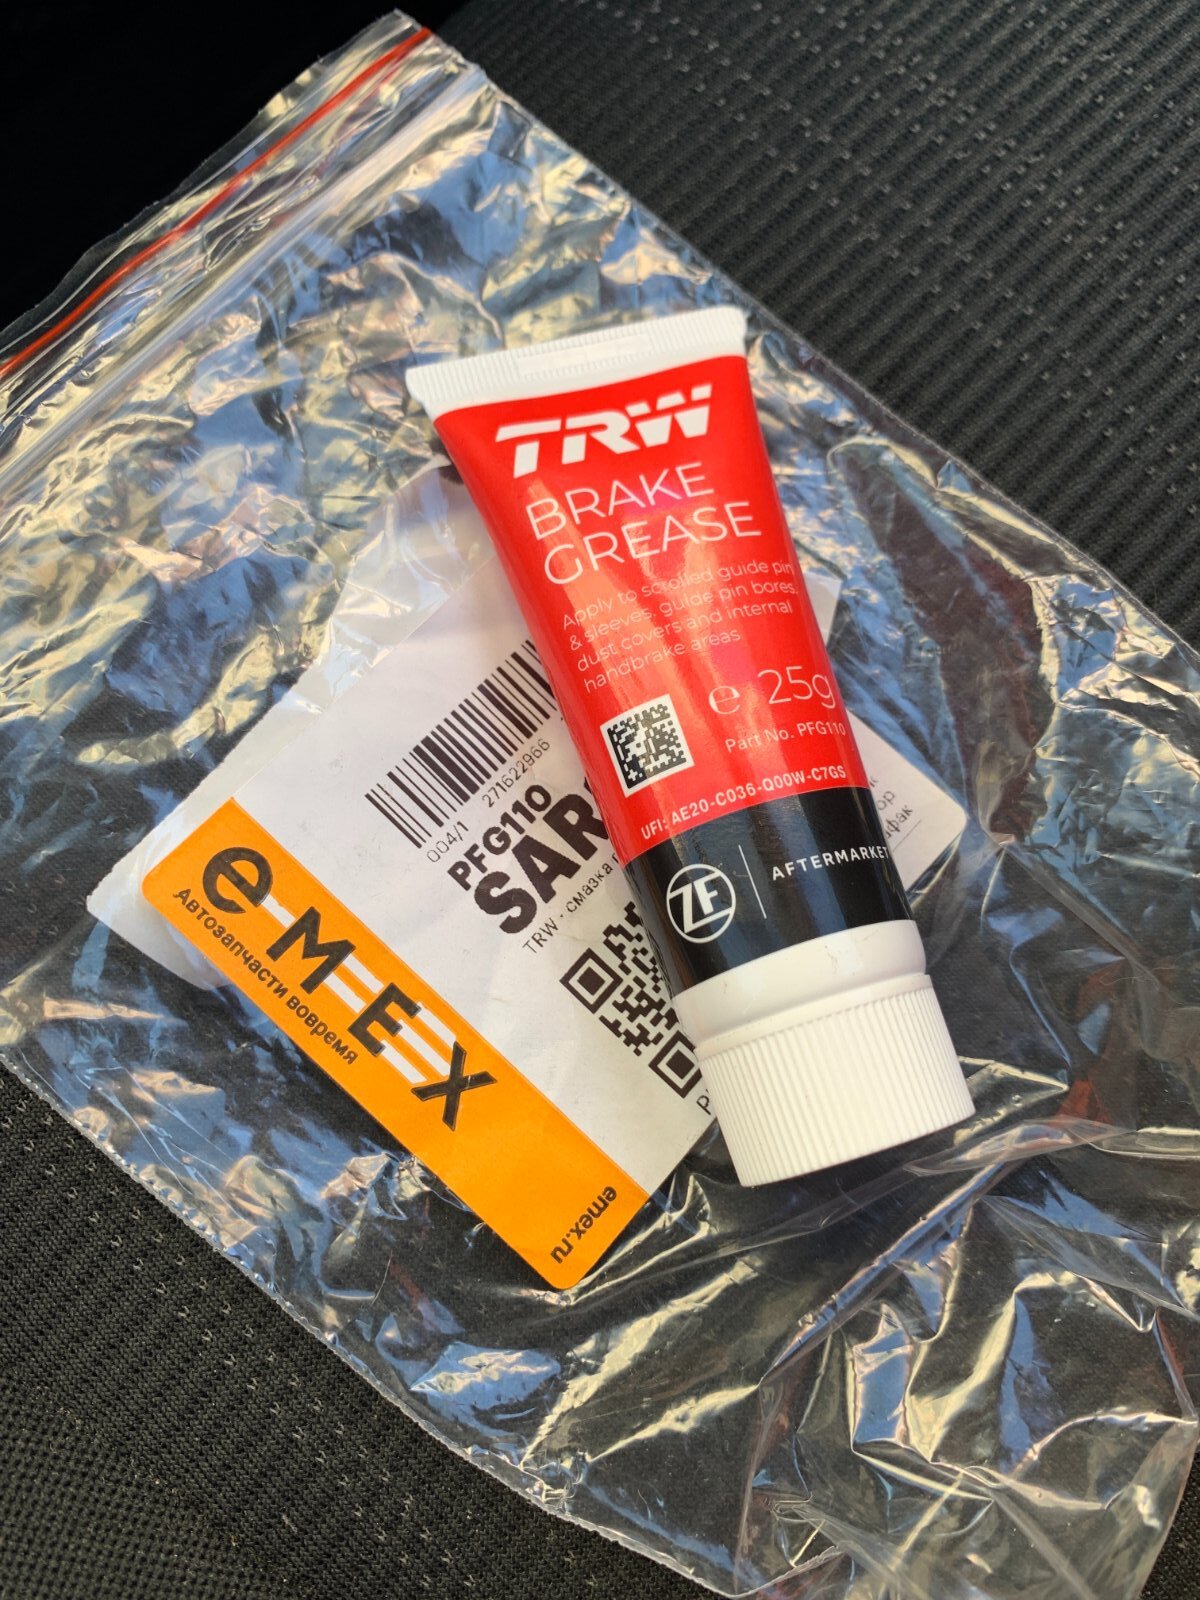 TRW
BRAKE
GREASE
Apply to scrolled guide pin
& sleeves, guide pin bores,
dust covers and internal
handbrake areas
e 25g
Part No. PFG110
UFI: AE20-C036-Q00W-C7GS
ZF AFTERMARKET
004/1 271622966
PFG110
TRW - смазка
e-M-E-X
Автозапчасти вовремя
emex.ru